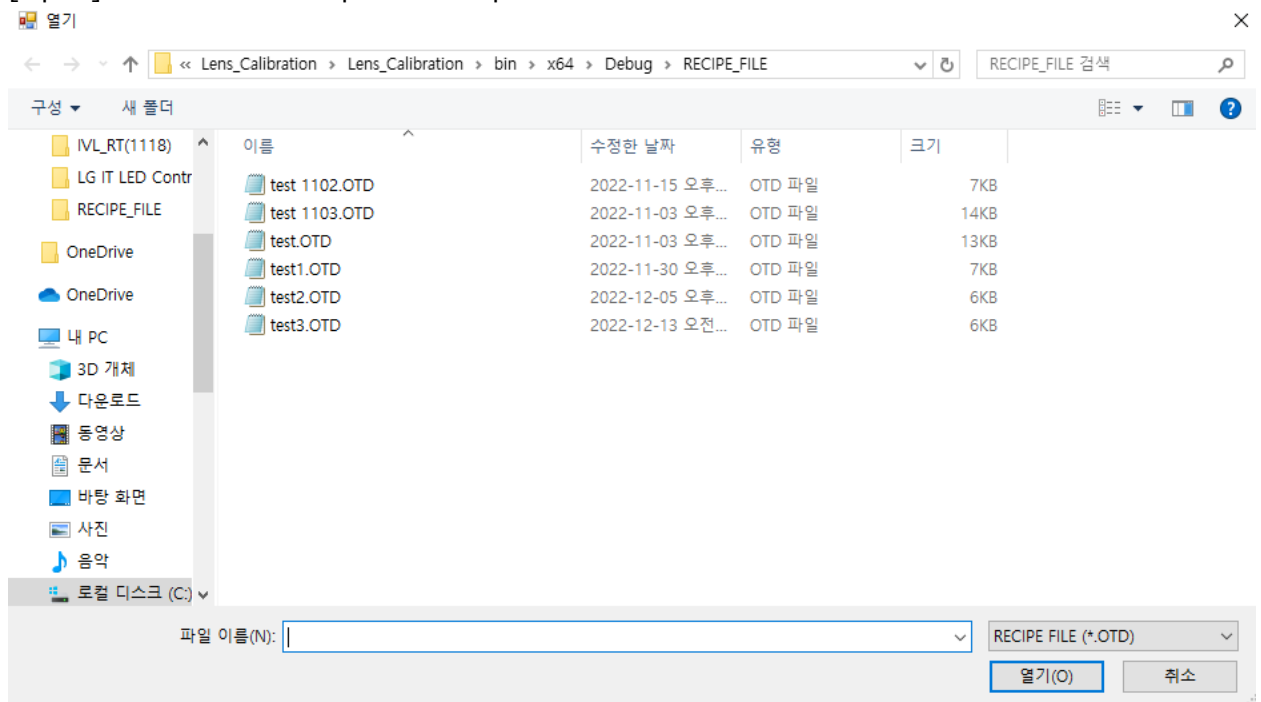 열기
« Lens_Calibration › Lens_Calibration › bin › x64 › Debug › RECIPE_FILE
RECIPE_FILE 검색
구성 새 폴더
이름 수정한 날짜 유형 크기
IVL_RT(1118)
LG IT LED Contr
RECIPE_FILE
OneDrive
OneDrive
내 PC
3D 개체
다운로드
동영상
문서
바탕 화면
사진
음악
로컬 디스크 (C:)
test 1102.OTD 2022-11-15 오후... OTD 파일 7KB
test 1103.OTD 2022-11-03 오후... OTD 파일 14KB
test.OTD 2022-11-03 오후... OTD 파일 13KB
test1.OTD 2022-11-30 오후... OTD 파일 7KB
test2.OTD 2022-12-05 오후... OTD 파일 6KB
test3.OTD 2022-12-13 오전... OTD 파일 6KB
파일 이름(N):
RECIPE FILE (*.OTD)
열기(O) 취소